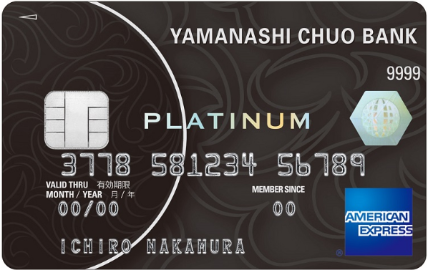 YAMANASHI CHUO BANK
9999
PLATINUM
3778 581234 56789
VALID THRU 有効期限
MONTH / YEAR 月 / 年
MEMBER SINCE
00/00
00
AMERICAN
EXPRESS
®
ICHIRO NAKAMURA